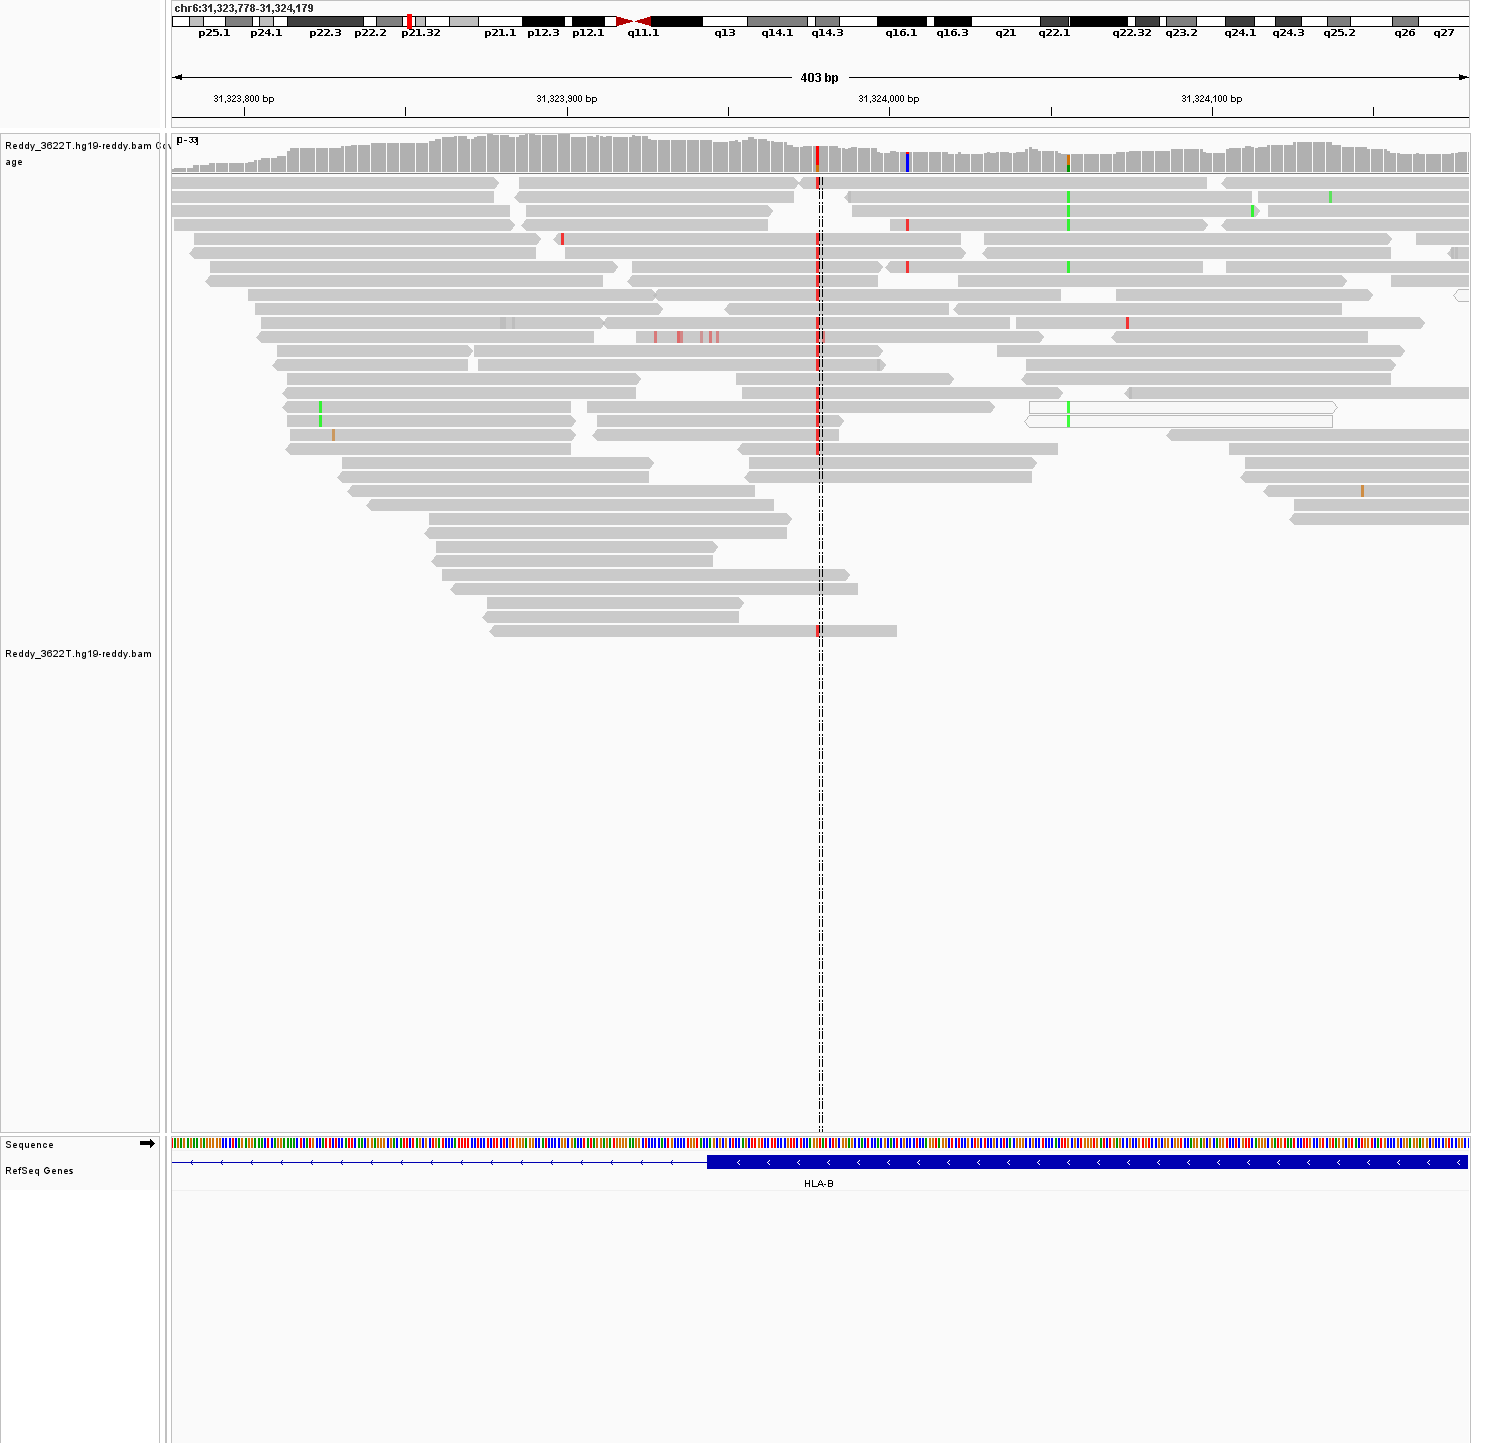 chr6:31,323,778-31,324,179
p25.1 p24.1 p22.3 p22.2 p21.32 p21.1 p12.3 p12.1 q11.1 q13 q14.1 q14.3 q16.1 q16.3 q21 q22.1 q22.32 q23.2 q24.1 q24.3 q25.2 q26 q27
403 bp
31,323,800 bp 31,323,900 bp 31,324,000 bp 31,324,100 bp
[0-33]
Reddy_3622T.hg19-reddy.bam Cov
age
Reddy_3622T.hg19-reddy.bam
Sequence
RefSeq Genes
HLA-B